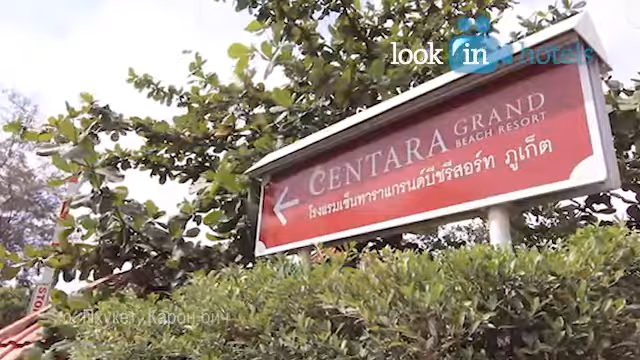 look in hotels
CENTARA GRAND
BEACH RESORT
โรงแรมเซ็นทาราแกรนด์บีชรีสอร์ท ภูเก็ต
STOP
о. Пхукет, Карон бич